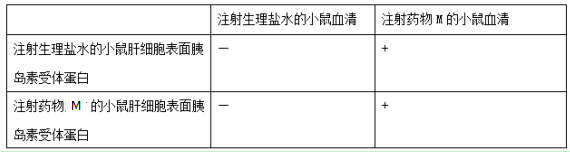 注射生理盐水的小鼠血清 注射药物 M 的小鼠血清
注射生理盐水的小鼠肝细胞表面胰 － +
岛素受体蛋白
注射药物 M 的小鼠肝细胞表面胰 － +
岛素受体蛋白